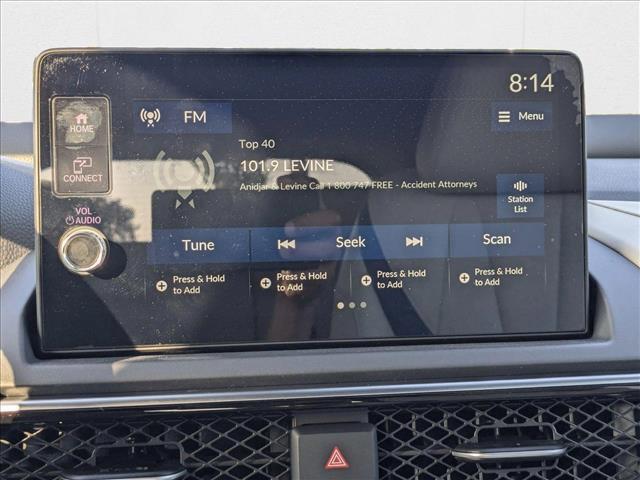 8:14
HOME
FM
Menu
Top 40
101.9 LEVINE
CONNECT
Anidjar & Levine Call 1 800 747 FREE - Accident Attorneys
Station
List
VOL
AUDIO
Tune
Seek
Scan
Press & Hold
to Add
Press & Hold
to Add
Press & Hold
to Add
Press & Hold
to Add